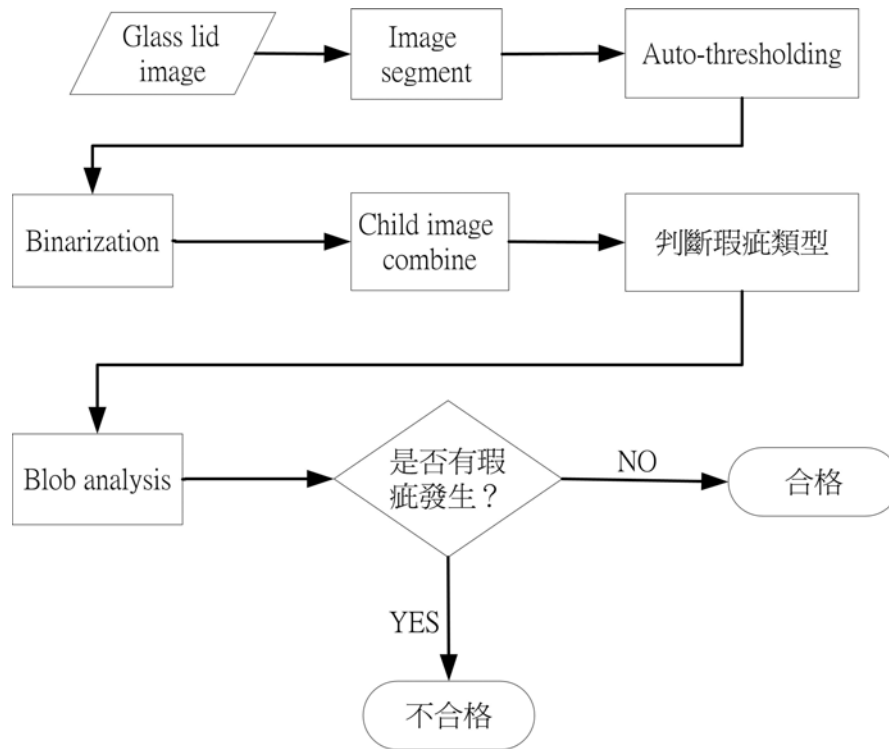 Glass lid
image
Image
segment
Auto-thresholding
Binarization
Child image
combine
判斷瑕疵類型
Blob analysis
是否有瑕
疵發生？
NO
合格
YES
不合格